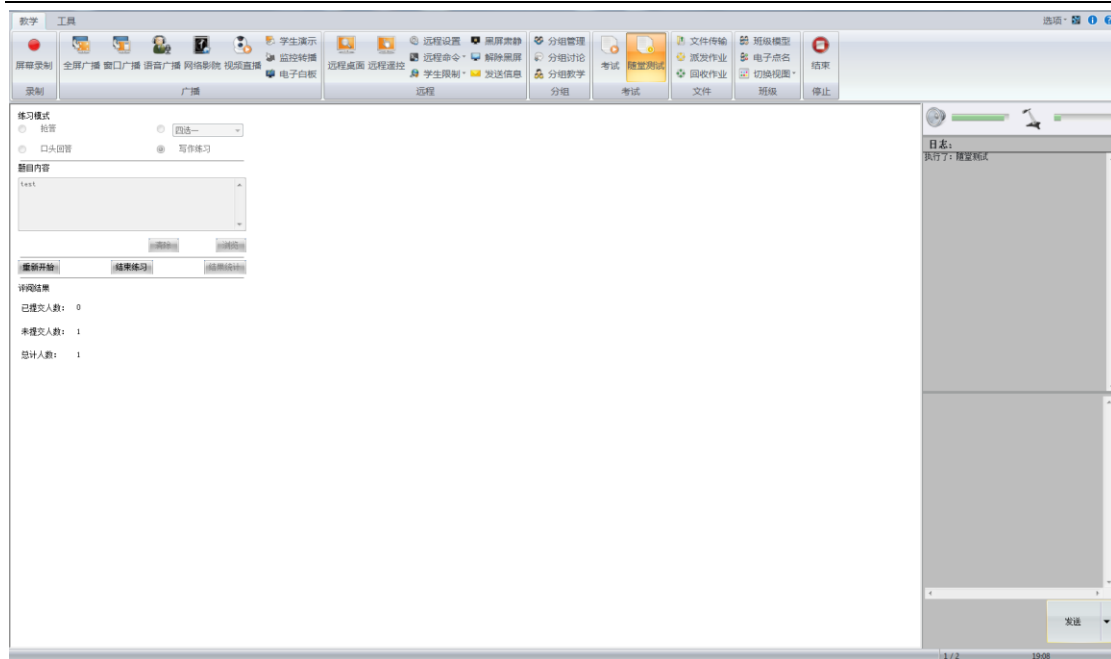 教学 工具 选项
屏幕录制 全屏广播 窗口广播 语音广播 网络影院 视频直播 学生演示 监控转播 电子白板 远程桌面 远程遥控 远程设置 黑屏肃静 远程命令 解除黑屏 学生限制 发送信息 分组管理 分组讨论 分组教学 考试 随堂测试 文件传输 派发作业 回收作业 班级模型 电子点名 切换视图 结束
录制 广播 远程 分组 考试 文件 班级 停止
练习模式
抢答 四选一
口头回答 写作练习
题目内容
test
清除 浏览
重新开始 结束练习 结果统计
评阅结果
已提交人数: 0
未提交人数: 1
总计人数: 1
日志:
执行了: 随堂测试
发送
1 / 2 19:08